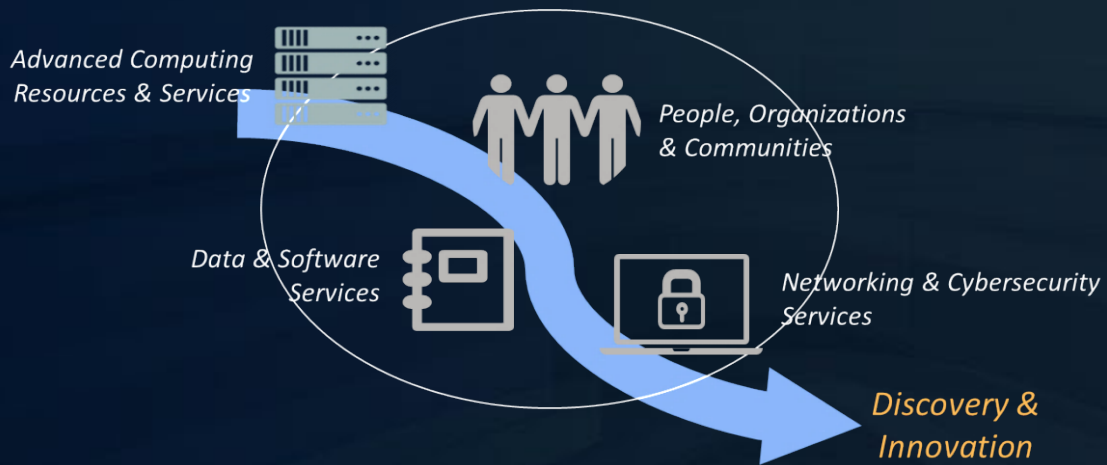 Advanced Computing
Resources & Services
People, Organizations
& Communities
Data & Software
Services
Networking & Cybersecurity
Services
Discovery &
Innovation